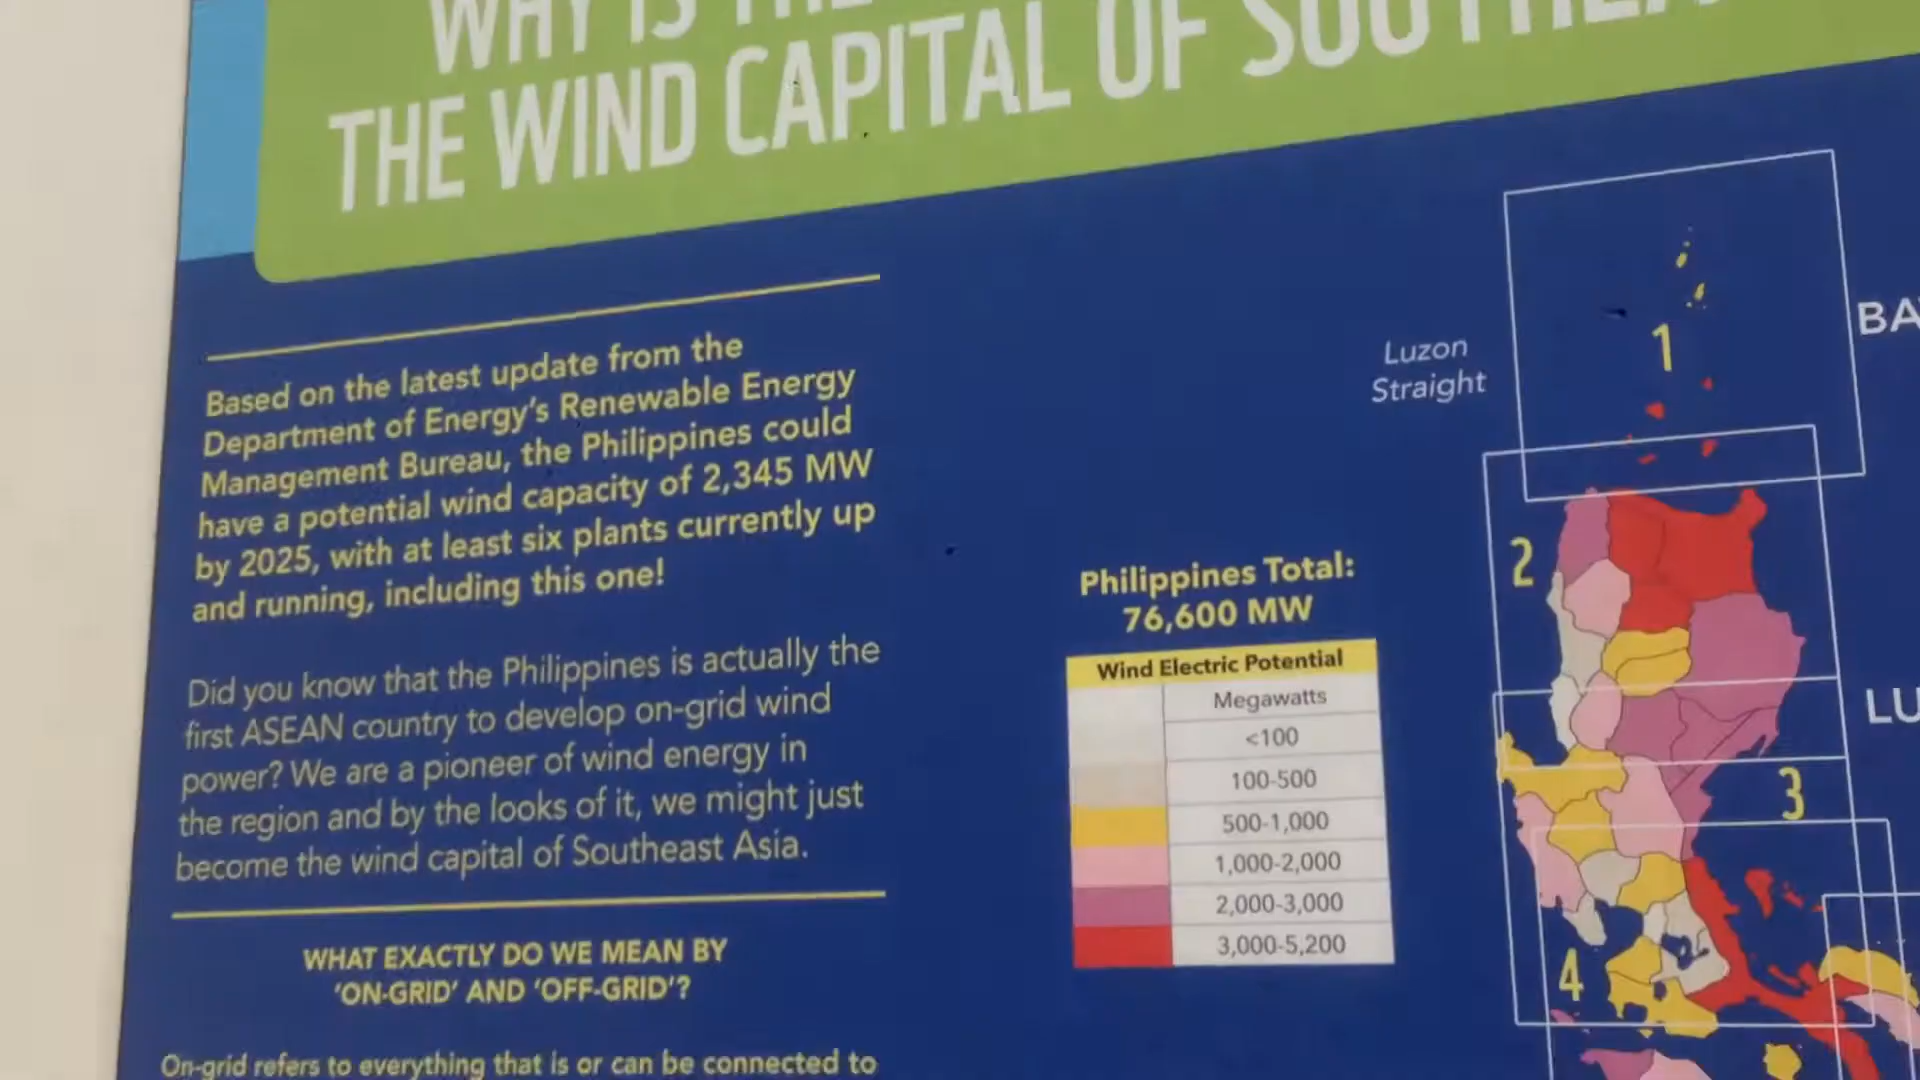 WHY IS THE
THE WIND CAPITAL OF
Based on the latest update from the
Department of Energy's Renewable Energy
Management Bureau, the Philippines could
have a potential wind capacity of 2,345 MW
by 2025, with at least six plants currently up
and running, including this one!
Did you know that the Philippines is actually the
first ASEAN country to develop on-grid wind
power? We are a pioneer of wind energy in
the region and by the looks of it, we might just
become the wind capital of Southeast Asia.
WHAT EXACTLY DO WE MEAN BY
'ON-GRID' AND 'OFF-GRID'?
On-grid refers to everything that is or can be connected to
Philippines Total:
76,600 MW
Wind Electric Potential
Megawatts
<100
100-500
500-1,000
1,000-2,000
2,000-3,000
3,000-5,200
Luzon
Straight
1
2
3
4